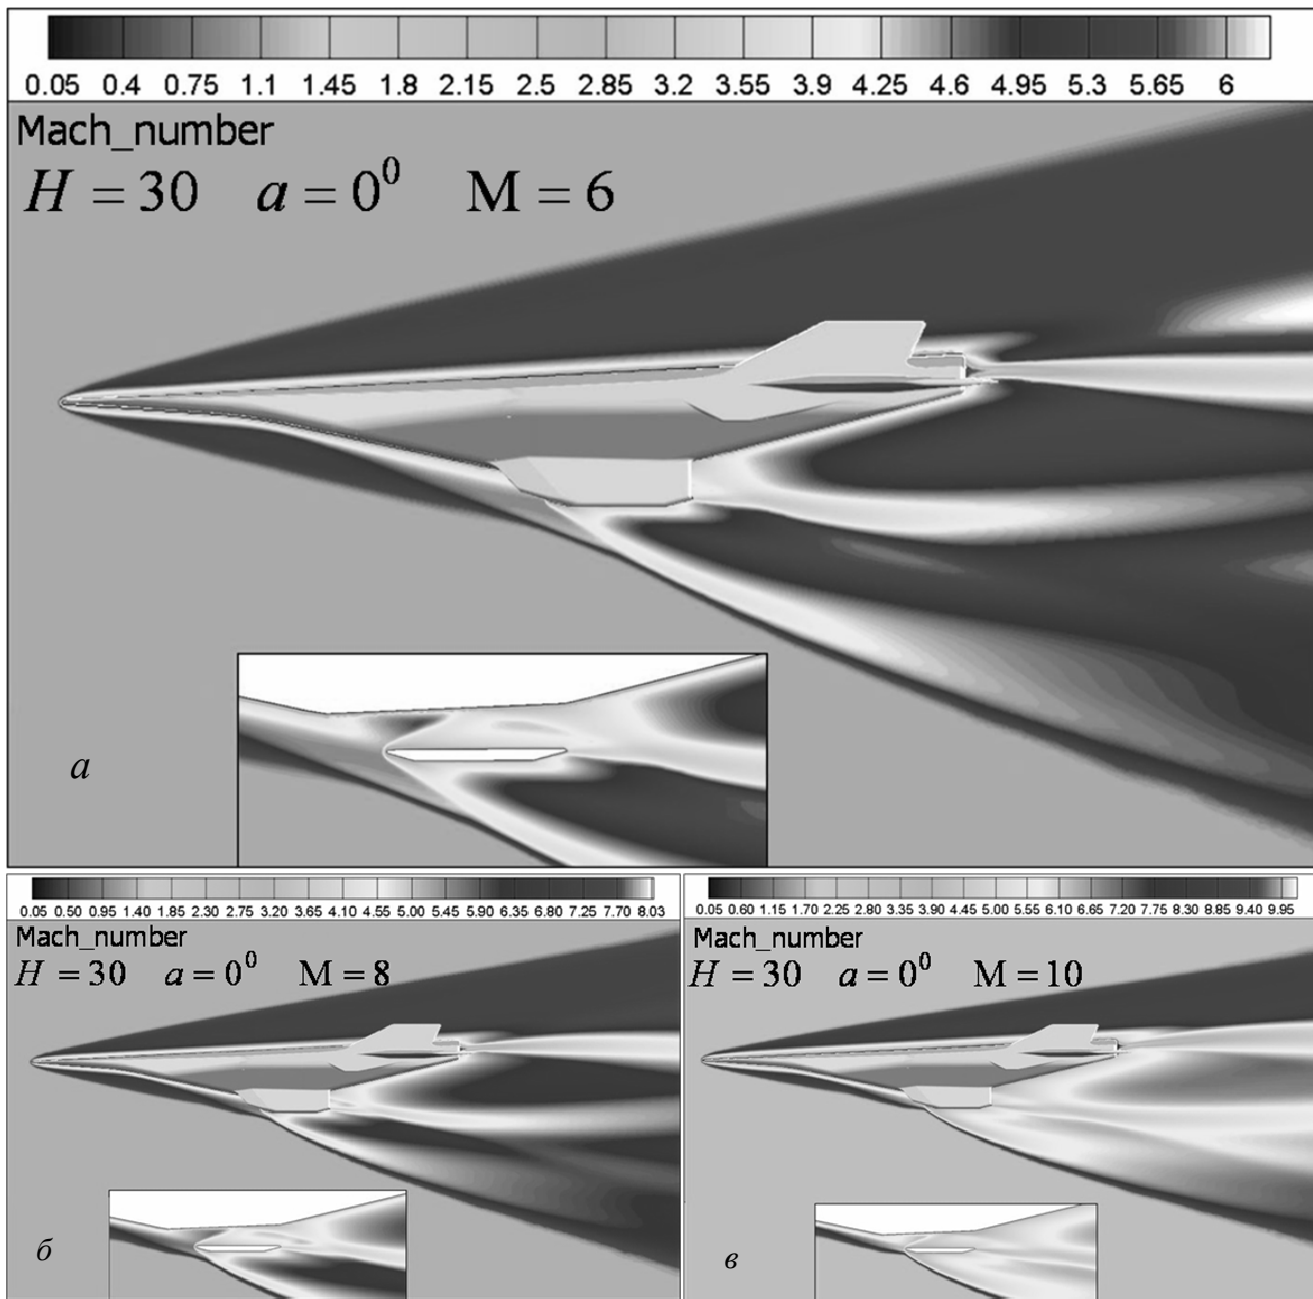 0.05 0.4 0.75 1.1 1.45 1.8 2.15 2.5 2.85 3.2 3.55 3.9 4.25 4.6 4.95 5.3 5.65 6
Mach_number
H = 30 a = 0⁰ M = 6
а
0.05 0.50 0.95 1.40 1.85 2.30 2.75 3.20 3.65 4.10 4.55 5.00 5.45 5.90 6.35 6.80 7.25 7.70 8.03
Mach_number
H = 30 a = 0⁰ M = 8
б
0.05 0.60 1.15 1.70 2.25 2.80 3.35 3.90 4.45 5.00 5.55 6.10 6.65 7.20 7.75 8.30 8.85 9.40 9.95
Mach_number
H = 30 a = 0⁰ M = 10
в